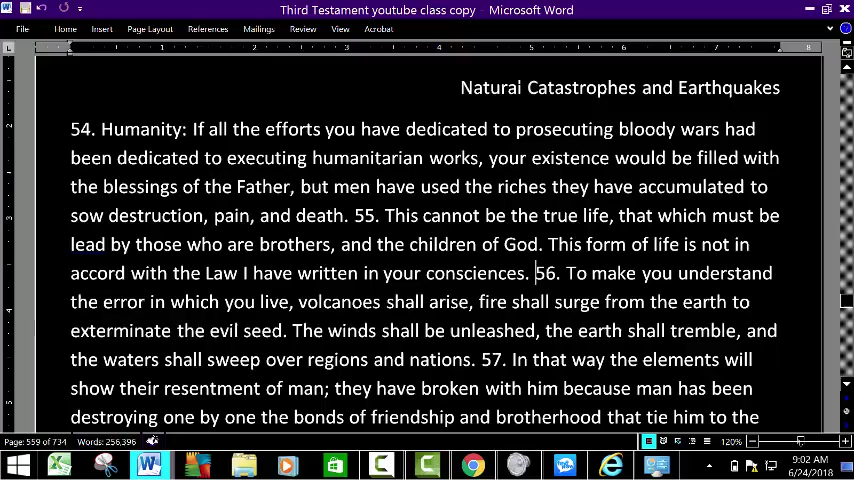 Third Testament youtube class copy - Microsoft Word
File Home Insert Page Layout References Mailings Review View Acrobat
1 2 3 4 5 6 7 8
Natural Catastrophes and Earthquakes
54. Humanity: If all the efforts you have dedicated to prosecuting bloody wars had
been dedicated to executing humanitarian works, your existence would be filled with
the blessings of the Father, but men have used the riches they have accumulated to
sow destruction, pain, and death. 55. This cannot be the true life, that which must be
lead by those who are brothers, and the children of God. This form of life is not in
accord with the Law I have written in your consciences. 56. To make you understand
the error in which you live, volcanoes shall arise, fire shall surge from the earth to
exterminate the evil seed. The winds shall be unleashed, the earth shall tremble, and
the waters shall sweep over regions and nations. 57. In that way the elements will
show their resentment of man; they have broken with him because man has been
destroying one by one the bonds of friendship and brotherhood that tie him to the
Page: 559 of 734 Words: 256,396 120%
9:02 AM
6/24/2018